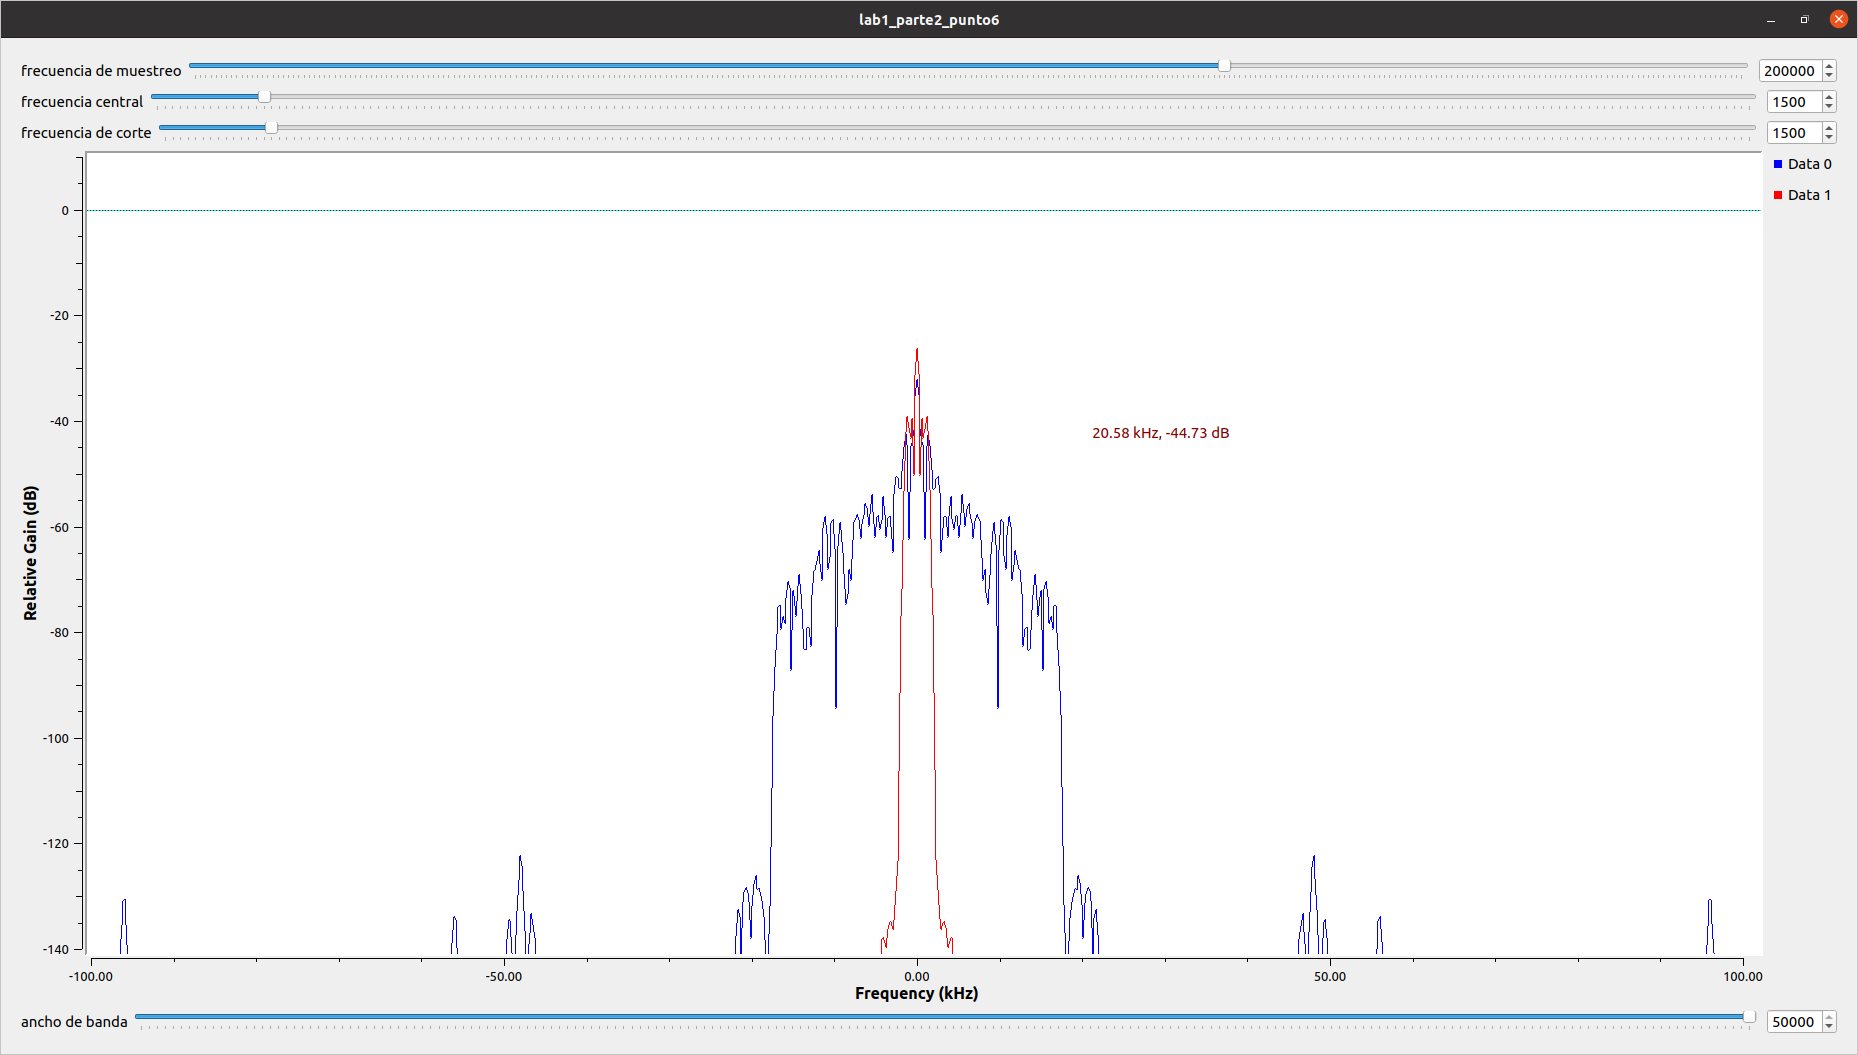 lab1_parte2_punto6
frecuencia de muestreo 200000
frecuencia central 1500
frecuencia de corte 1500
Data 0
Data 1
0
-20
-40
-60
-80
-100
-120
-140
Relative Gain (dB)
20.58 kHz, -44.73 dB
-100.00 -50.00 0.00 50.00 100.00
Frequency (kHz)
ancho de banda 50000